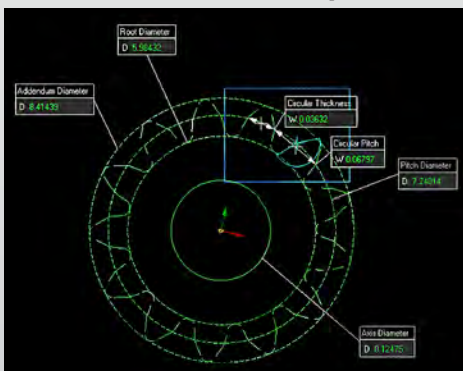 Root Diameter
D 5.98432
Addendum Diameter
D 8.41439
Circular Thickness
W 0.03632
Circular Pitch
W 0.06797
Pitch Diameter
D 7.24014
Axis Diameter
D 0.12475